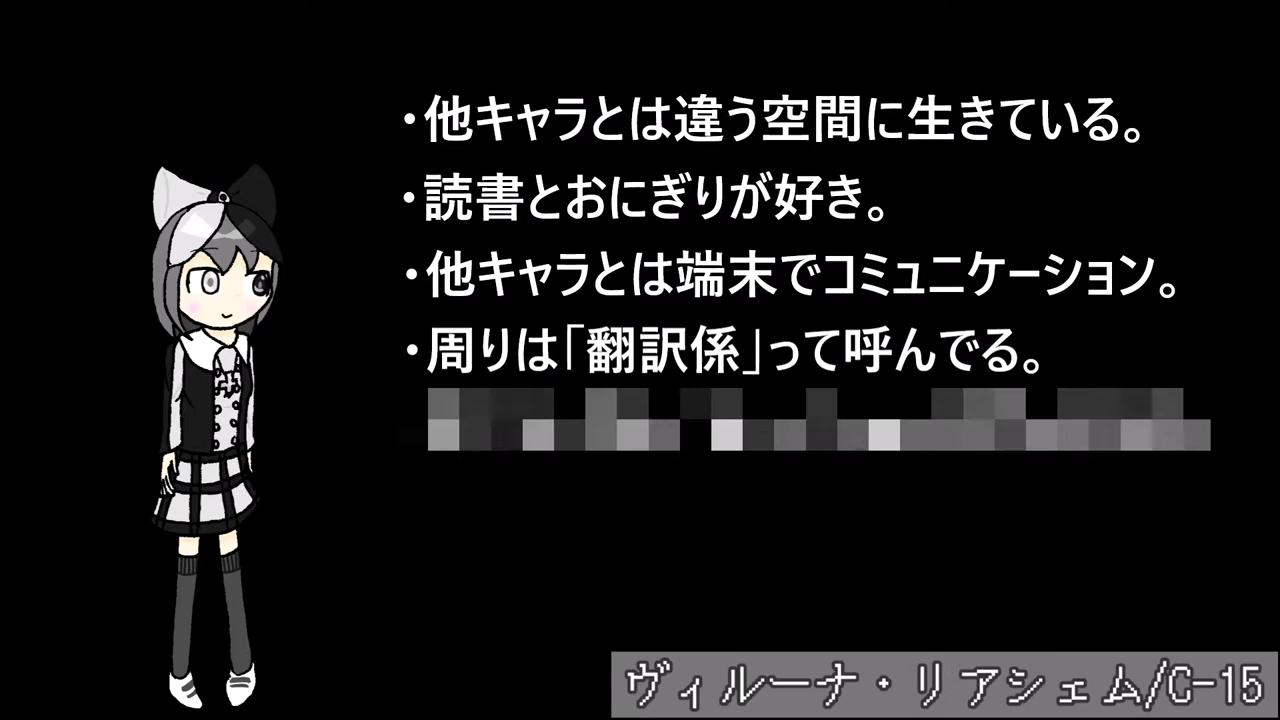 ・他キャラとは違う空間に生きている。
・読書とおにぎりが好き。
・他キャラとは端末でコミュニケーション。
・周りは「翻訳係」って呼んでる。
ヴィルーナ・リアシェム/C-15